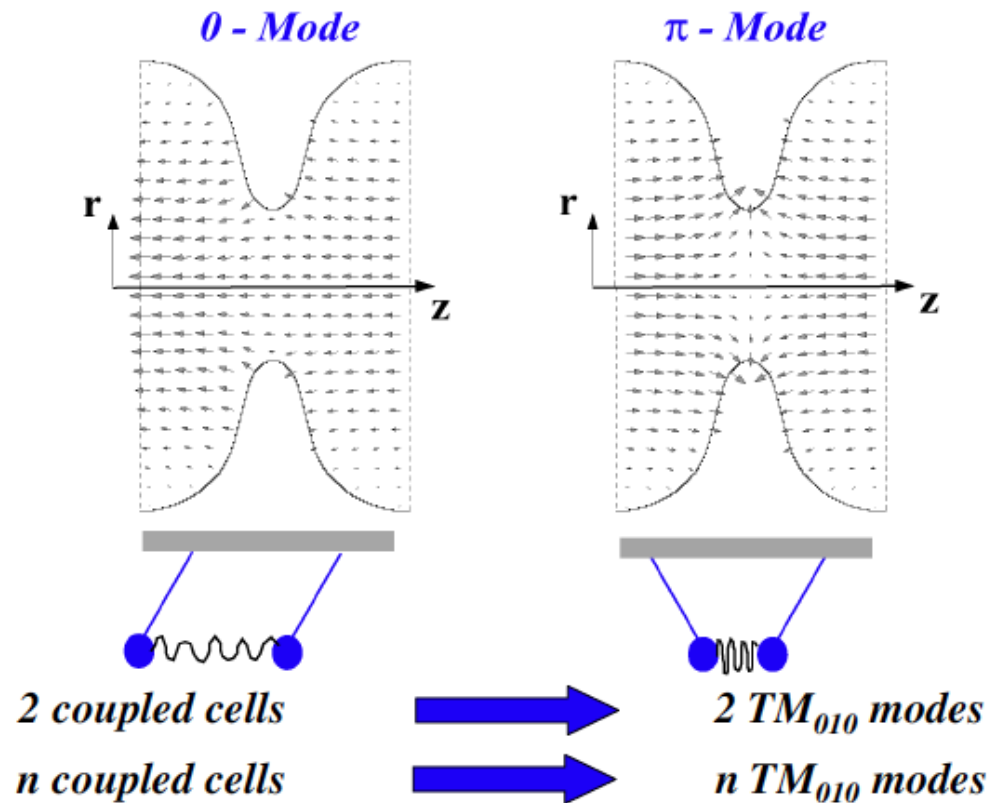 0 - Mode
π - Mode
r
z
r
z
2 coupled cells
2 TM₀₁₀ modes
n coupled cells
n TM₀₁₀ modes